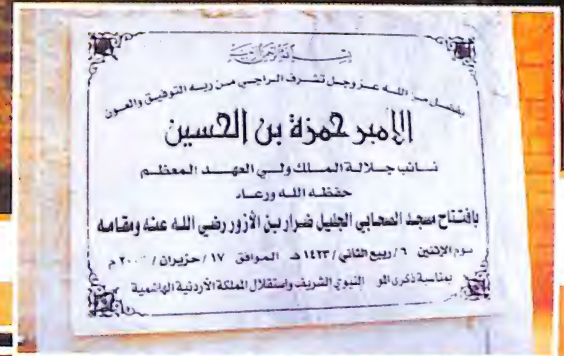 بسم الله الرحمن الرحيم
بفضل من الله عز وجل تشرف الراجي من ربه التوفيق والعون
الأمير حمزة بن الحسين
نائب جلالة الملك ولي العهد المعظم
حفظه الله ورعاه
بافتتاح مسجد الصحابي الجليل ضرار بن الأزور رضي الله عنه ومقامه
يوم الإثنين ٦ / ربيع الثاني / ١٤٢٣ هـ الموافق ١٧ / حزيران / م
بمناسبة ذكرى النبوي الشريف واستقلال المملكة الأردنية الهاشمية